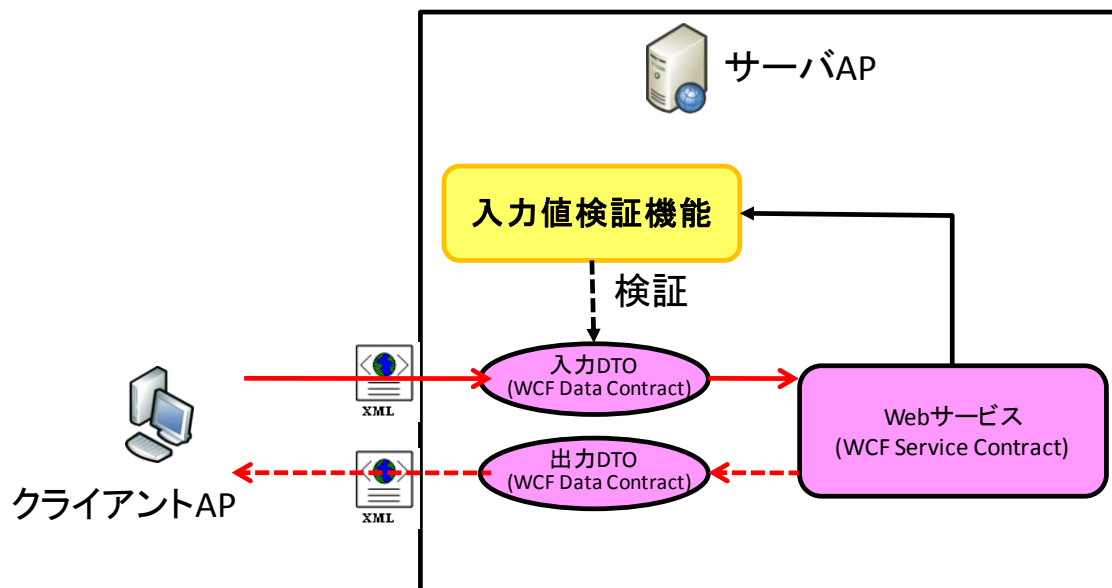 サーバAP
入力値検証機能
検証
入力DTO
(WCF Data Contract)
XML
Webサービス
(WCF Service Contract)
出力DTO
(WCF Data Contract)
XML
クライアントAP